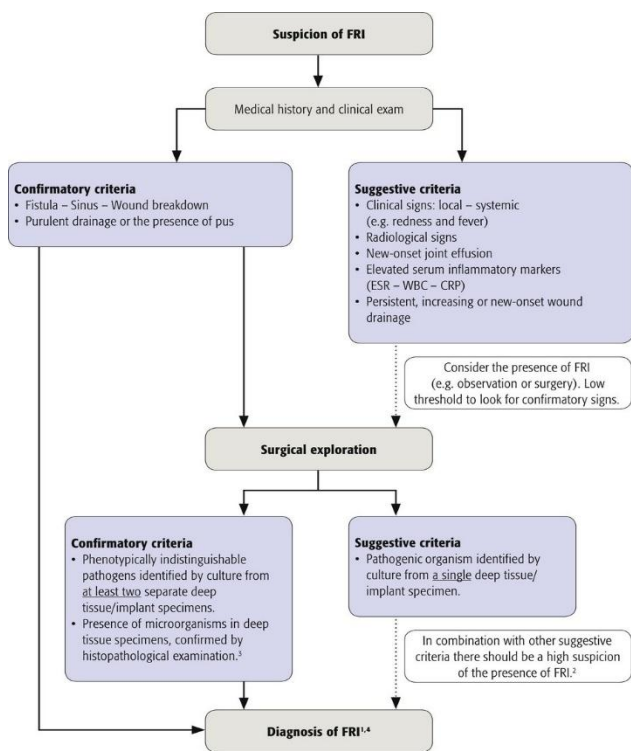 Suspicion of FRI
Medical history and clinical exam
Confirmatory criteria
• Fistula – Sinus – Wound breakdown
• Purulent drainage or the presence of pus
Suggestive criteria
• Clinical signs: local – systemic
(e.g. redness and fever)
• Radiological signs
• New-onset joint effusion
• Elevated serum inflammatory markers
(ESR – WBC – CRP)
• Persistent, increasing or new-onset wound
drainage
Consider the presence of FRI
(e.g. observation or surgery). Low
threshold to look for confirmatory signs.
Surgical exploration
Confirmatory criteria
• Phenotypically indistinguishable
pathogens identified by culture from
at least two separate deep
tissue/implant specimens.
• Presence of microorganisms in deep
tissue specimens, confirmed by
histopathological examination.³
Suggestive criteria
• Pathogenic organism identified by
culture from a single deep tissue/
implant specimen.
In combination with other suggestive
criteria there should be a high suspicion
of the presence of FRI.²
Diagnosis of FRI¹,⁴